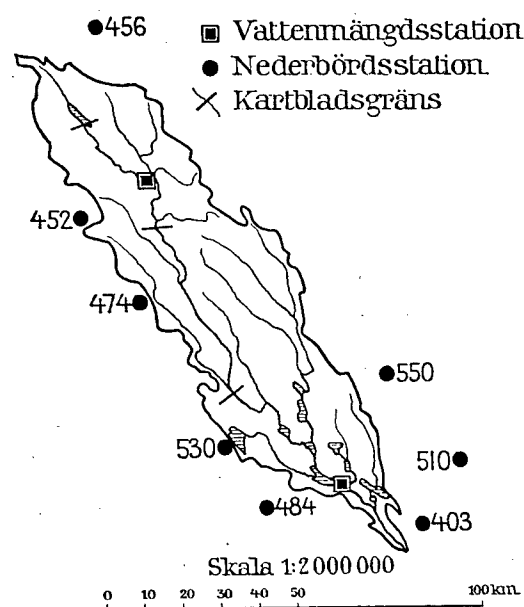 456
Vattenmängdsstation
Nederbördsstation
Kartbladsgräns
452
474
550
530
510
484
403
Skala 1:2 000 000
0 10 20 30 40 50 100 km.